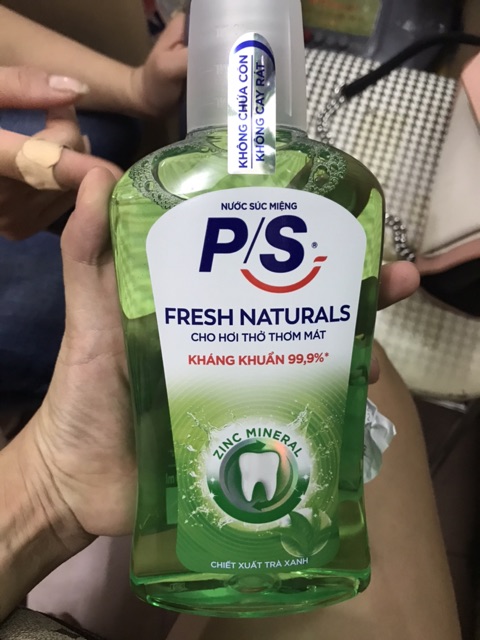 KHÔNG CHỨA CỒN
KHÔNG CAY RÁT
NƯỚC SÚC MIỆNG
P/S®
FRESH NATURALS
CHO HƠI THỞ THƠM MÁT
KHÁNG KHUẨN 99,9%*
ZINC MINERAL
CHIẾT XUẤT TRÀ XANH